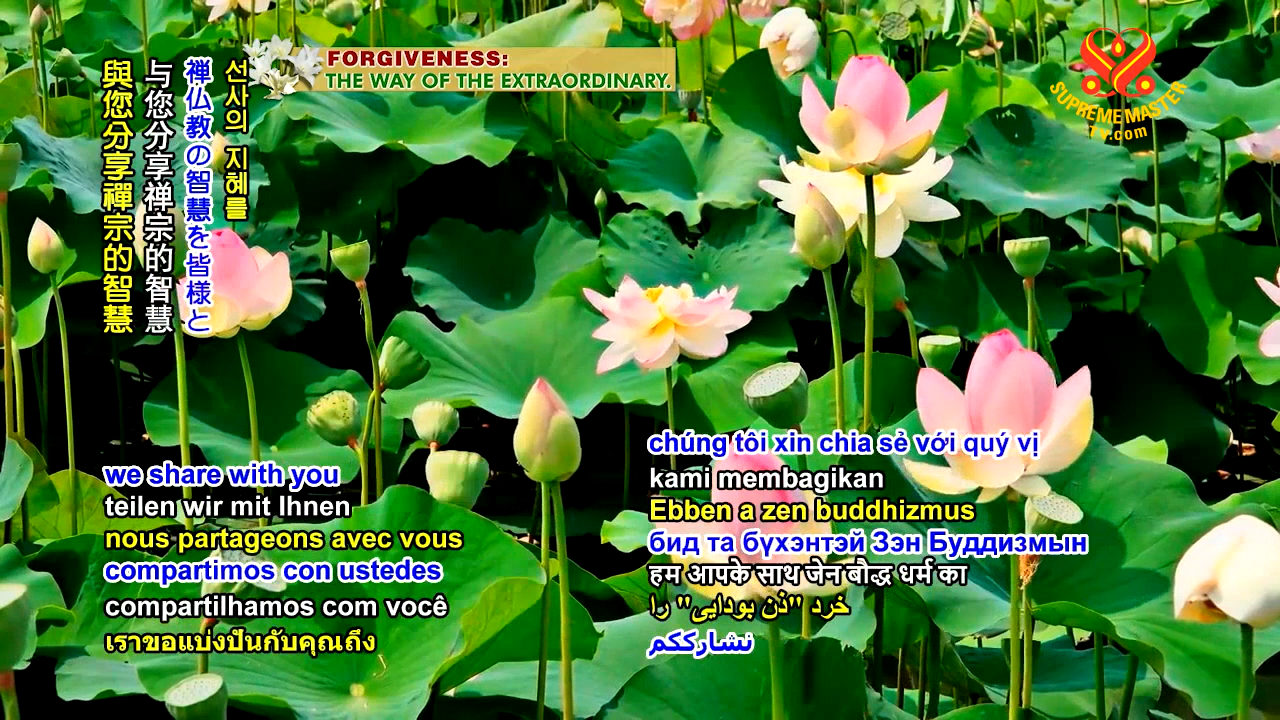 FORGIVENESS:
THE WAY OF THE EXTRAORDINARY.
SUPREME MASTER
TV.com
선사의 지혜를
禅仏教の智慧を皆様と
与您分享禅宗的智慧
與您分享禪宗的智慧
we share with you
teilen wir mit Ihnen
nous partageons avec vous
compartimos con ustedes
compartilhamos com você
เราขอแบ่งปันกับคุณถึง
chúng tôi xin chia sẻ với quý vị
kami membagikan
Ebben a zen buddhizmus
бид та бүхэнтэй Зэн Буддизмын
हम आपके साथ जेन बौद्ध धर्म का
خرد "ذن بودایی" را
نشارككم